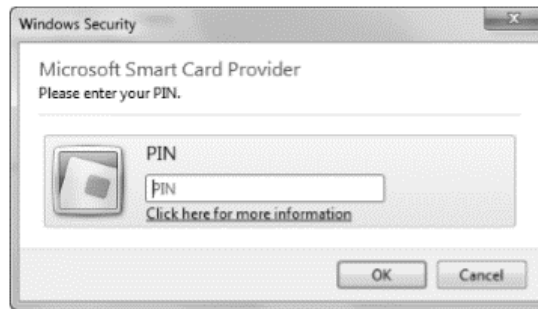 Windows Security
Microsoft Smart Card Provider
Please enter your PIN.
PIN
PIN
Click here for more information
OK
Cancel